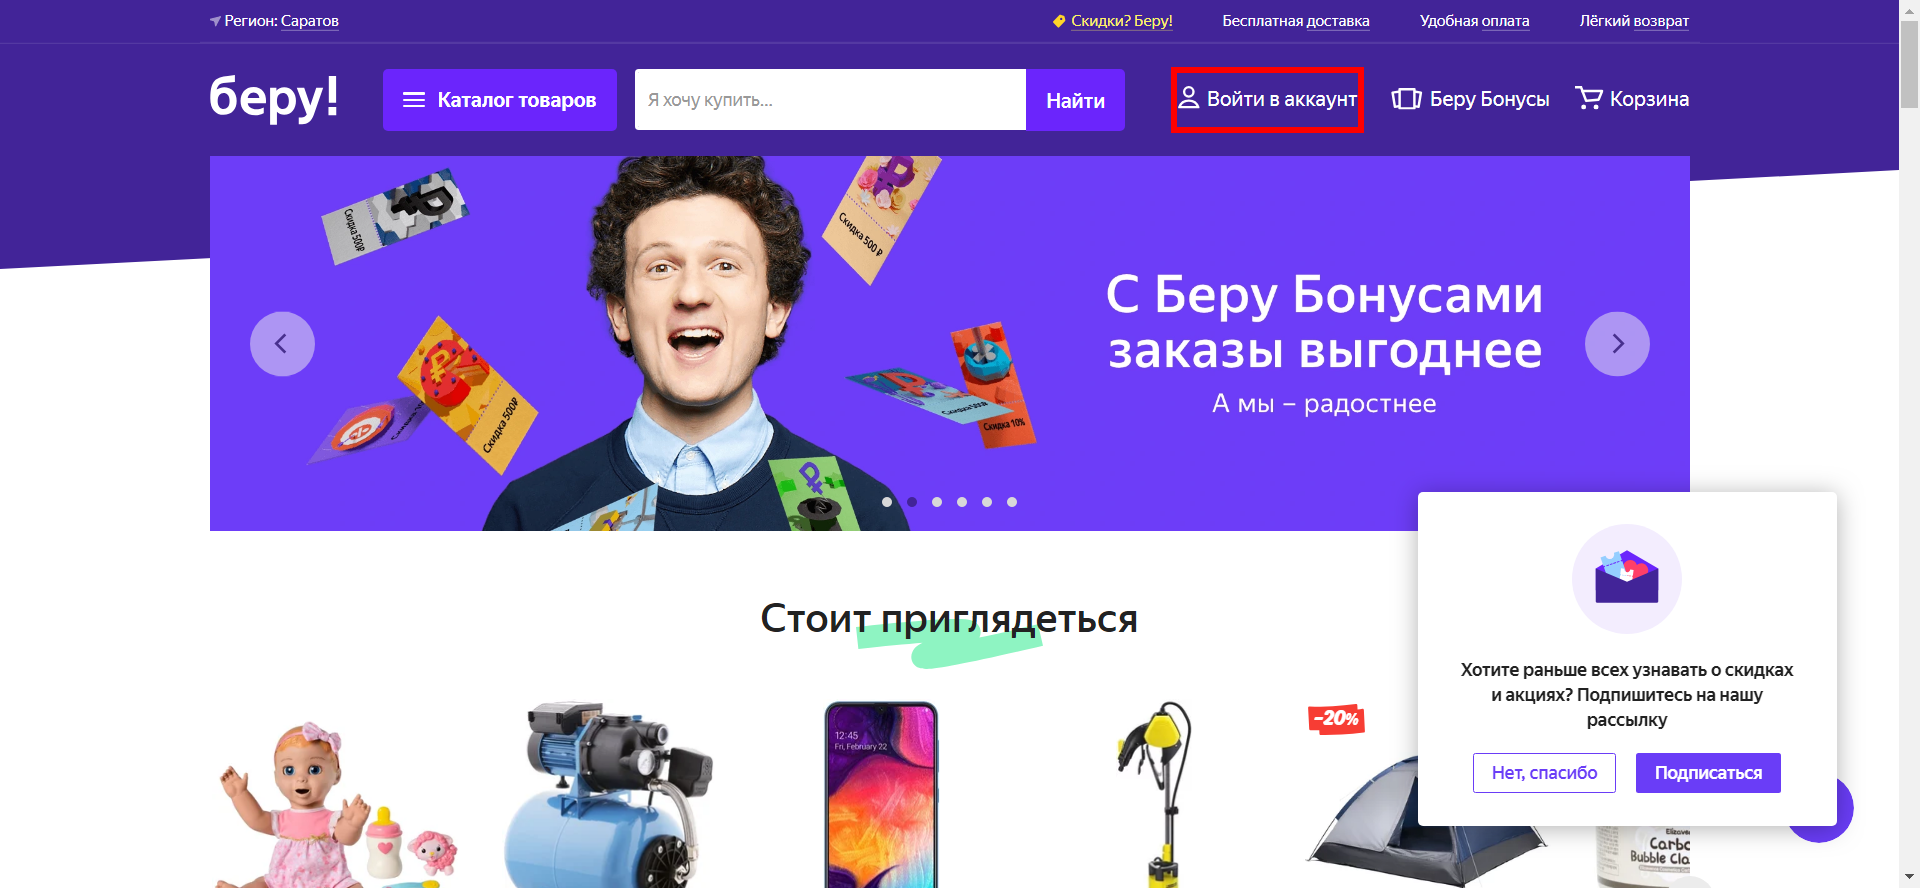 Регион: Саратов
Скидки? Беру!
Бесплатная доставка
Удобная оплата
Лёгкий возврат
беру!
Каталог товаров
Я хочу купить...
Найти
Войти в аккаунт
Беру Бонусы
Корзина
Скидка 500₽
Скидка 500 ₽
С Беру Бонусами
заказы выгоднее
А мы – радостнее
Скидка 500₽
Скидка 500₽
Скидка 10%
Стоит приглядеться
Хотите раньше всех узнавать о скидках
и акциях? Подпишитесь на нашу
рассылку
Нет, спасибо
Подписаться
-20%
12:45
Fri, February 22
Elizave
Carbo
Bubble Cla